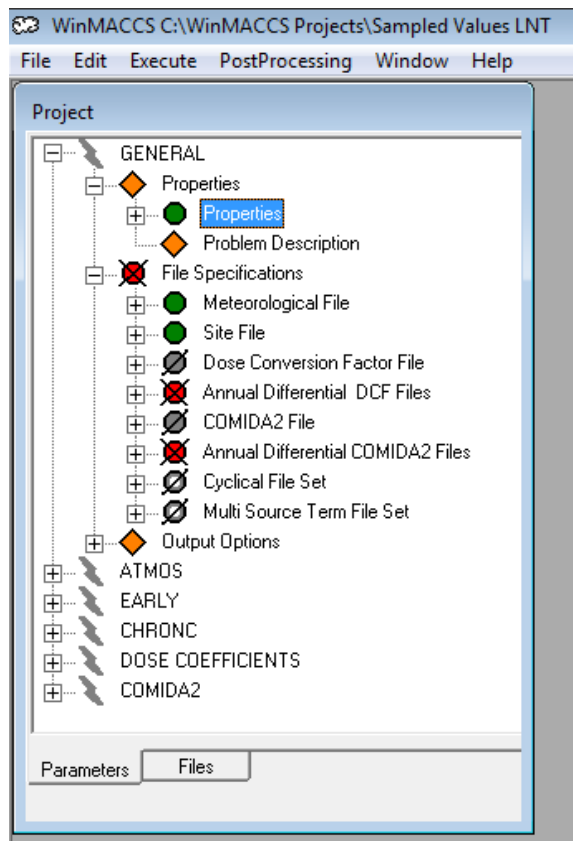 WinMACCS C:\WinMACCS Projects\Sampled Values LNT
File Edit Execute PostProcessing Window Help
Project
GENERAL
Properties
Properties
Problem Description
File Specifications
Meteorological File
Site File
Dose Conversion Factor File
Annual Differential DCF Files
COMIDA2 File
Annual Differential COMIDA2 Files
Cyclical File Set
Multi Source Term File Set
Output Options
ATMOS
EARLY
CHRONC
DOSE COEFFICIENTS
COMIDA2
Parameters Files